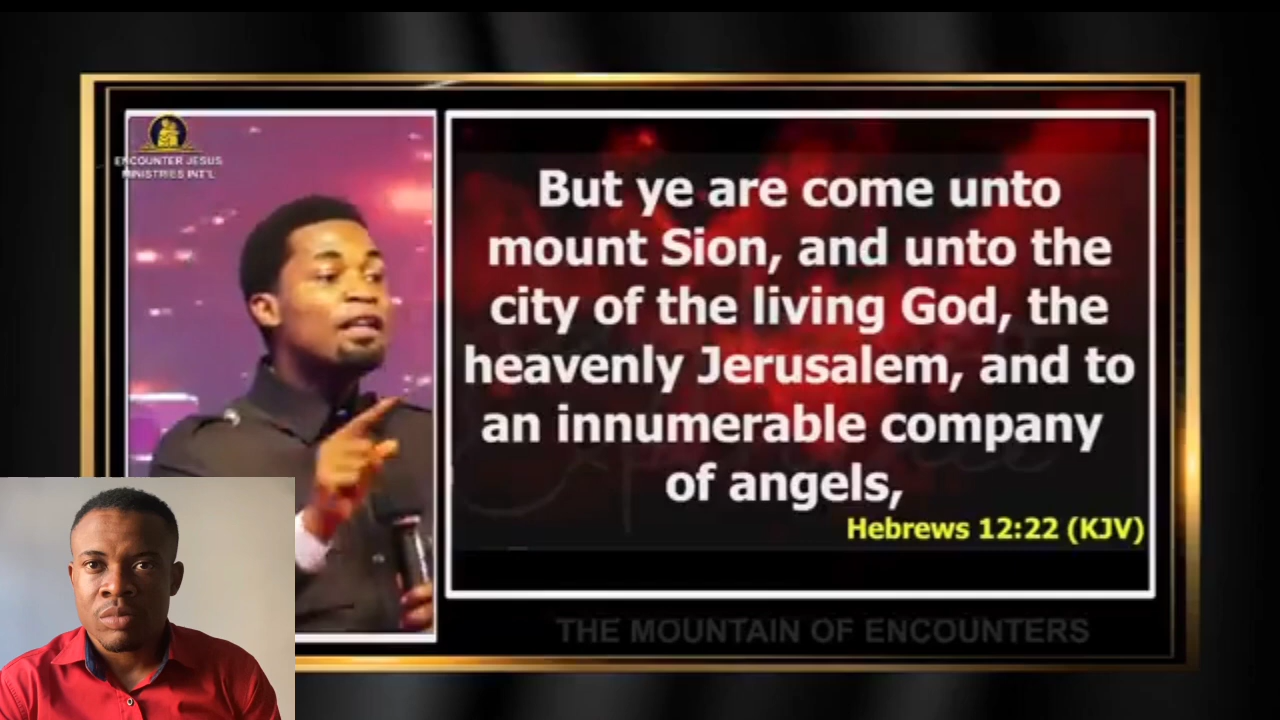 ENCOUNTER JESUS
MINISTRIES INT'L
But ye are come unto
mount Sion, and unto the
city of the living God, the
heavenly Jerusalem, and to
an innumerable company
of angels,
Hebrews 12:22 (KJV)
THE MOUNTAIN OF ENCOUNTERS